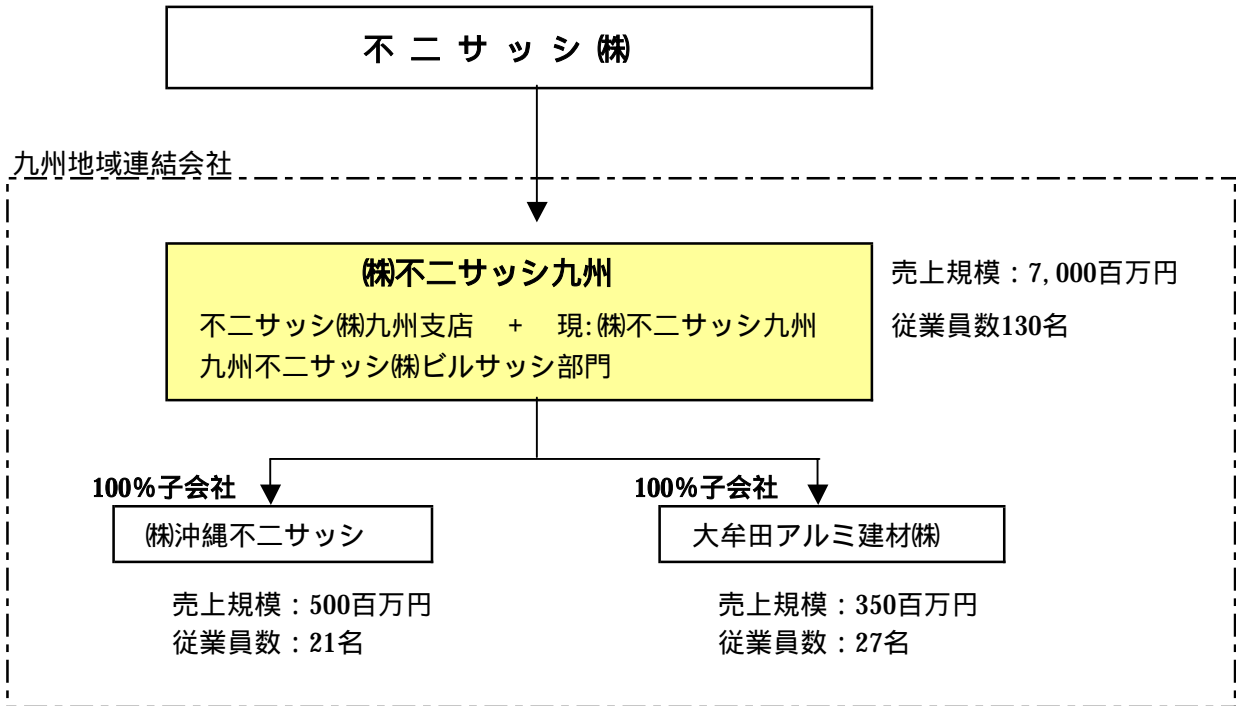 不 二 サ ッ シ ㈱
九州地域連結会社
㈱不二サッシ九州
不二サッシ㈱九州支店 + 現:㈱不二サッシ九州
九州不二サッシ㈱ビルサッシ部門
売上規模：7,000百万円
従業員数130名
100%子会社
㈱沖縄不二サッシ
売上規模：500百万円
従業員数：21名
100%子会社
大牟田アルミ建材㈱
売上規模：350百万円
従業員数：27名